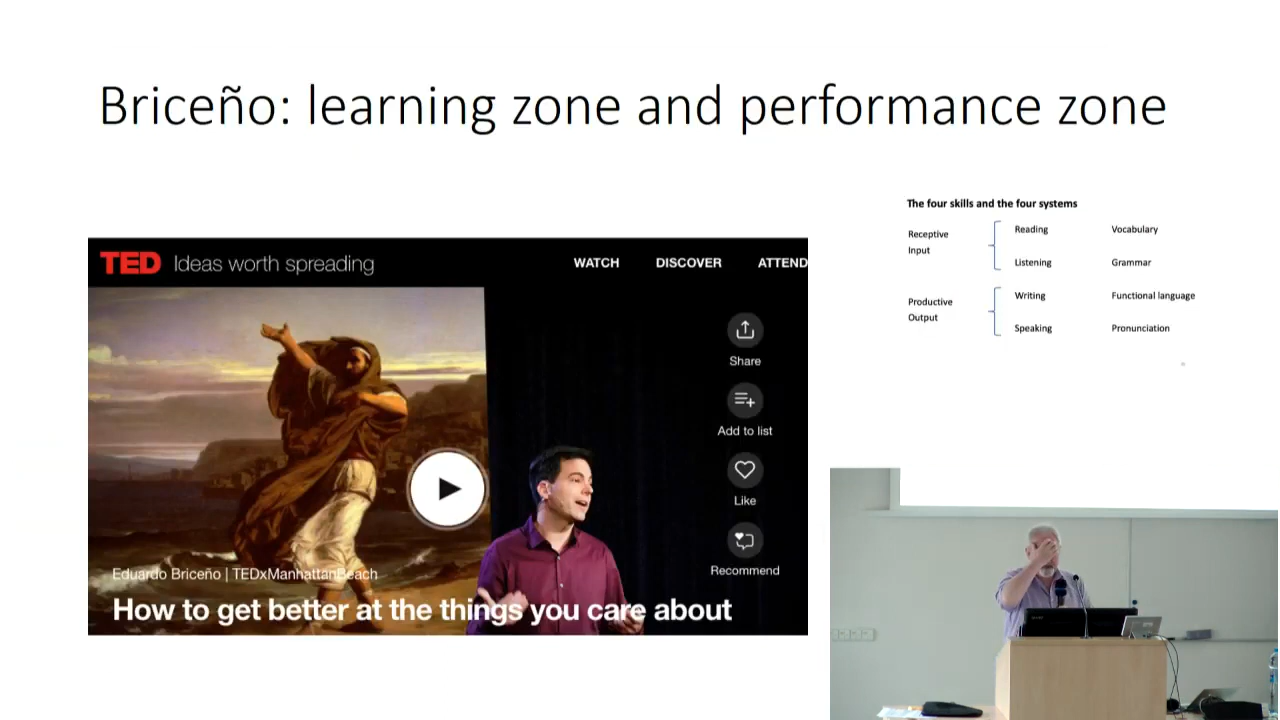 Briceño: learning zone and performance zone
TED Ideas worth spreading
WATCH DISCOVER ATTEND
Share
Add to list
Like
Recommend
Eduardo Briceño | TEDxManhattanBeach
How to get better at the things you care about
The four skills and the four systems
Receptive
Input
Reading Vocabulary
Listening Grammar
Productive
Output
Writing Functional language
Speaking Pronunciation